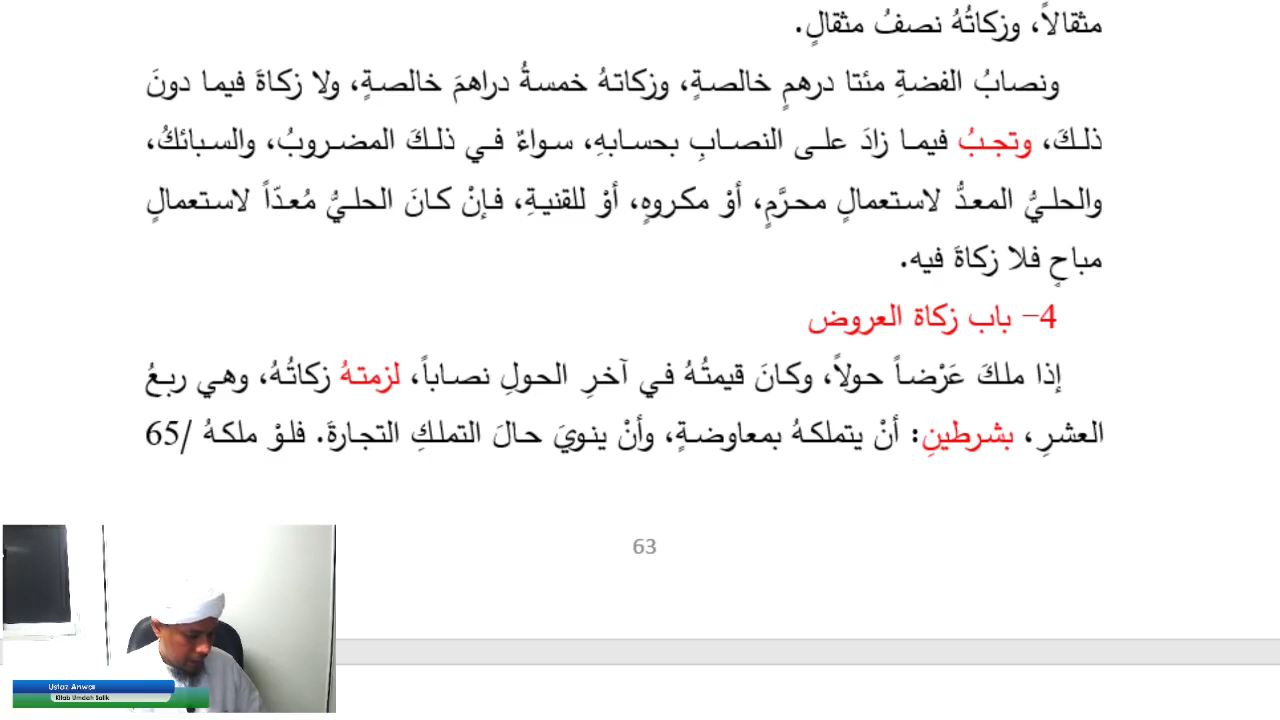 مثقالاً، وزكاتُهُ نصفُ مثقالٍ.
ونصابُ الفضةِ مئتا درهمٍ خالصةٍ، وزكاتهُ خمسةُ دراهمَ خالصةٍ، ولا زكاةَ فيما دونَ
ذلكَ، وتجبُ فيما زادَ على النصابِ بحسابهِ، سواءٌ في ذلكَ المضروبُ، والسبائكُ،
والحليُّ المعدُّ لاستعمالٍ محرَّمٍ، أوْ مكروهٍ، أوْ للقنيةِ، فإنْ كانَ الحليُّ مُعدّاً لاستعمالٍ
مباحٍ فلا زكاةَ فيه.
4- باب زكاة العروض
إذا ملكَ عَرْضاً حولاً، وكانَ قيمتُهُ في آخرِ الحولِ نصاباً، لزمتهُ زكاتُهُ، وهي ربعُ
العشرِ، بشرطينِ: أنْ يتملكهُ بمعاوضةٍ، وأنْ ينويَ حالَ التملكِ التجارةَ. فلوْ ملكهُ /65
63
Ustaz Anwar
Kitab Umdah Salik